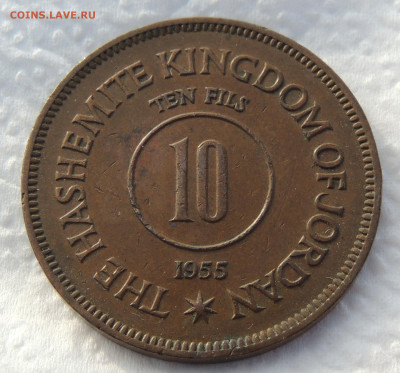 COINS.LAVE.RU
THE HASHEMITE KINGDOM OF JORDAN
TEN FILS
10
1955